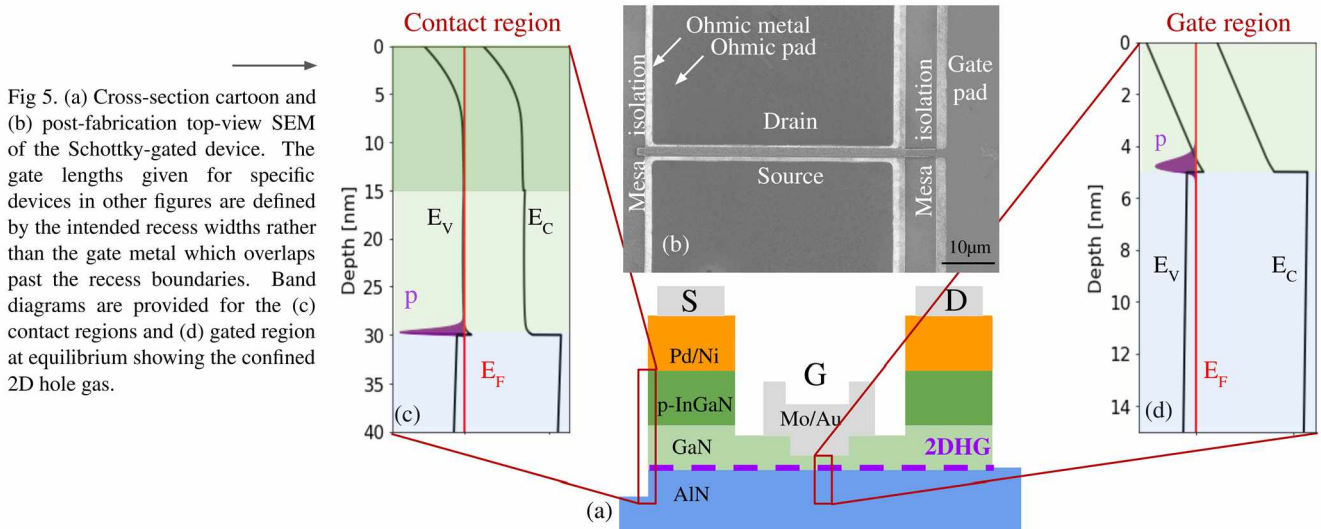 Fig 5. (a) Cross-section cartoon and
(b) post-fabrication top-view SEM
of the Schottky-gated device. The
gate lengths given for specific
devices in other figures are defined
by the intended recess widths rather
than the gate metal which overlaps
past the recess boundaries. Band
diagrams are provided for the (c)
contact regions and (d) gated region
at equilibrium showing the confined
2D hole gas.
Contact region
0
5
10
15
20
25
30
35
40
Depth [nm]
E_V
E_C
p
E_F
(c)
Ohmic metal
Ohmic pad
Mesa isolation
Drain
Source
Mesa isolation
Gate
pad
(b)
10μm
S
D
G
Pd/Ni
p-InGaN
Mo/Au
GaN
2DHG
AlN
(a)
Gate region
0
2
4
6
8
10
12
14
Depth [nm]
p
E_V
E_C
E_F
(d)